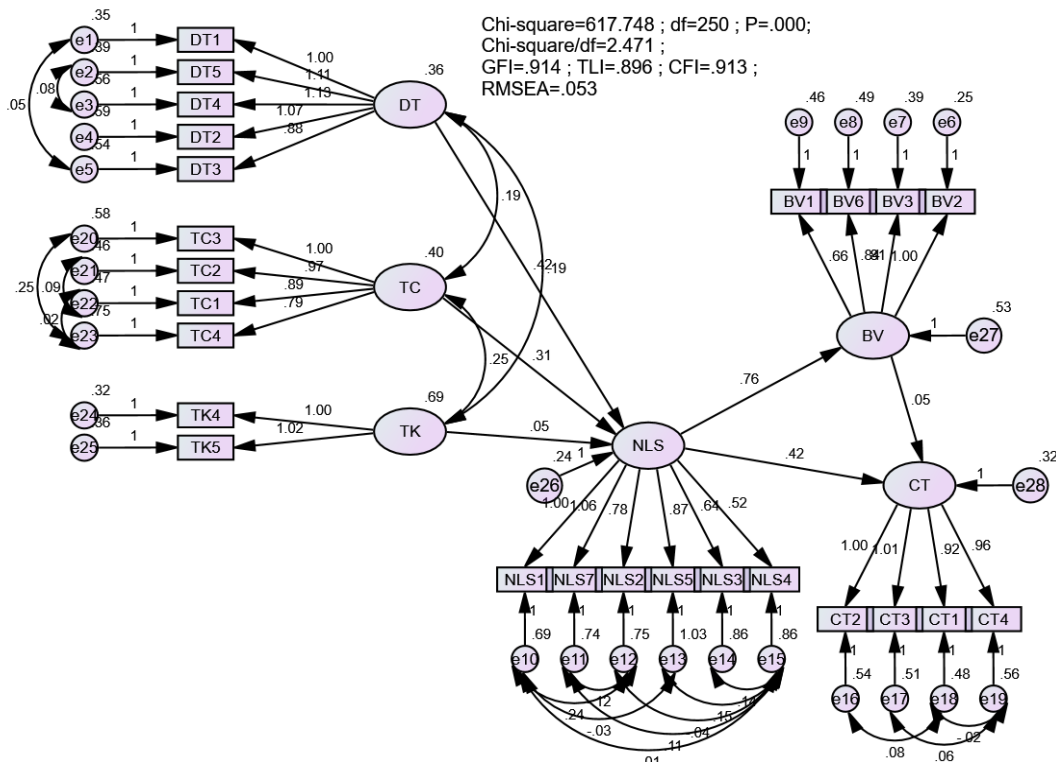 Chi-square=617.748 ; df=250 ; P=.000;
Chi-square/df=2.471 ;
GFI=.914 ; TLI=.896 ; CFI=.913 ;
RMSEA=.053
.35
e1 1 DT1 1.00
.39
e2 1 DT5 1.11
.08
e3 1 DT4 1.13
.05
.59
e4 1 DT2 1.07
.54
e5 1 DT3 .88
.36
DT
.19
.42
.19
.46 .49 .39 .25
e9 e8 e7 e6
1 1 1 1
BV1 BV6 BV3 BV2
.66 .84 1.00
.53
BV 1 e27
.58
e20 1 TC3 1.00
.46
e21 1 TC2 .97
.25 .09 .47
e22 1 TC1 .89
.02 .75
e23 1 TC4 .79
.40
TC
.31
.25
.76
.05
.32
e24 1 TK4 1.00
e25 1 TK5 1.02
.69
TK
.05
NLS
.24 1
e26
.42
.32
CT 1 e28
1.00 1.06 .78 .87 .64 .52
NLS1 NLS7 NLS2 NLS5 NLS3 NLS4
1 1 1 1 1 1
.69 .74 .75 1.03 .86 .86
e10 e11 e12 e13 e14 e15
.12 .15
.24 -.03 .04
.11
.01
1.00 1.01 .92 .96
CT2 CT3 CT1 CT4
1 1 1 1
.54 .51 .48 .56
e16 e17 e18 e19
.08 .06 -.02